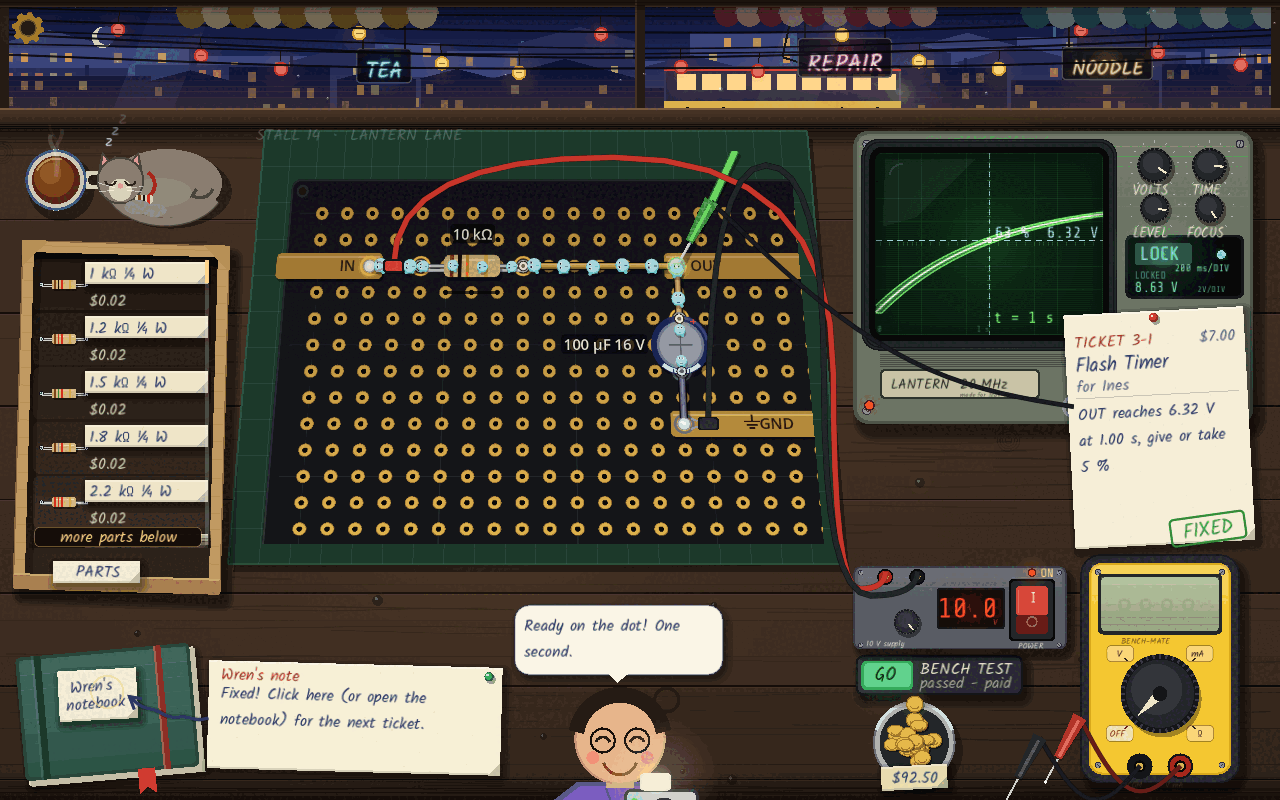 TEA
REPAIR
NOODLE
STALL 14 · LANTERN LANE
10 kΩ
IN
OUT
100 µF 16 V
GND
1 kΩ ¼ W
$0.02
1.2 kΩ ¼ W
$0.02
1.5 kΩ ¼ W
$0.02
1.8 kΩ ¼ W
$0.02
2.2 kΩ ¼ W
$0.02
more parts below
PARTS
63 % 6.32 V
t = 1 s
VOLTS TIME
LEVEL FOCUS
LOCK
200 ms/DIV
LOCKED
8.63 V 2V/DIV
LANTERN 20 MHz
TICKET 3-1 $7.00
Flash Timer
for Ines
OUT reaches 6.32 V
at 1.00 s, give or take
5 %
FIXED
ON
10.0
V
I
10 V supply
POWER
GO
BENCH TEST
passed - paid
$92.50
BENCH-MATE
V
mA
OFF
Ω
Ready on the dot! One
second.
Wren's
notebook
Wren's note
Fixed! Click here (or open the
notebook) for the next ticket.
z
z
z